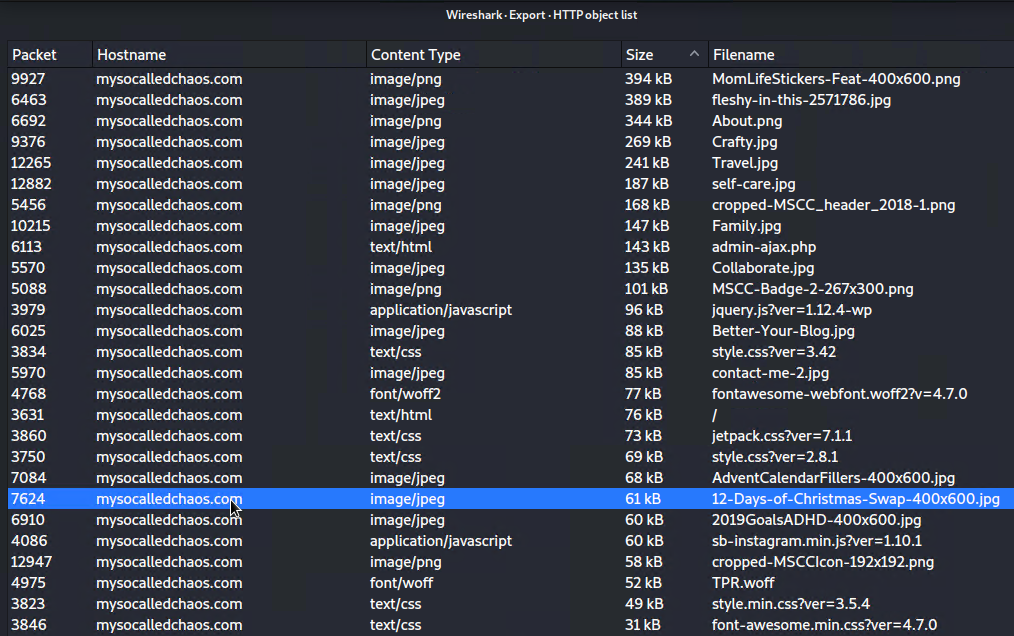 Wireshark · Export · HTTP object list
Packet Hostname Content Type Size Filename
9927 mysocalledchaos.com image/png 394 kB MomLifeStickers-Feat-400x600.png
6463 mysocalledchaos.com image/jpeg 389 kB fleshy-in-this-2571786.jpg
6692 mysocalledchaos.com image/png 344 kB About.png
9376 mysocalledchaos.com image/jpeg 269 kB Crafty.jpg
12265 mysocalledchaos.com image/jpeg 241 kB Travel.jpg
12882 mysocalledchaos.com image/jpeg 187 kB self-care.jpg
5456 mysocalledchaos.com image/png 168 kB cropped-MSCC_header_2018-1.png
10215 mysocalledchaos.com image/jpeg 147 kB Family.jpg
6113 mysocalledchaos.com text/html 143 kB admin-ajax.php
5570 mysocalledchaos.com image/jpeg 135 kB Collaborate.jpg
5088 mysocalledchaos.com image/png 101 kB MSCC-Badge-2-267x300.png
3979 mysocalledchaos.com application/javascript 96 kB jquery.js?ver=1.12.4-wp
6025 mysocalledchaos.com image/jpeg 88 kB Better-Your-Blog.jpg
3834 mysocalledchaos.com text/css 85 kB style.css?ver=3.42
5970 mysocalledchaos.com image/jpeg 85 kB contact-me-2.jpg
4768 mysocalledchaos.com font/woff2 77 kB fontawesome-webfont.woff2?v=4.7.0
3631 mysocalledchaos.com text/html 76 kB /
3860 mysocalledchaos.com text/css 73 kB jetpack.css?ver=7.1.1
3750 mysocalledchaos.com text/css 69 kB style.css?ver=2.8.1
7084 mysocalledchaos.com image/jpeg 68 kB AdventCalendarFillers-400x600.jpg
7624 mysocalledchaos.com image/jpeg 61 kB 12-Days-of-Christmas-Swap-400x600.jpg
6910 mysocalledchaos.com image/jpeg 60 kB 2019GoalsADHD-400x600.jpg
4086 mysocalledchaos.com application/javascript 60 kB sb-instagram.min.js?ver=1.10.1
12947 mysocalledchaos.com image/png 58 kB cropped-MSCCIcon-192x192.png
4975 mysocalledchaos.com font/woff 52 kB TPR.woff
3823 mysocalledchaos.com text/css 49 kB style.min.css?ver=3.5.4
3846 mysocalledchaos.com text/css 31 kB font-awesome.min.css?ver=4.7.0